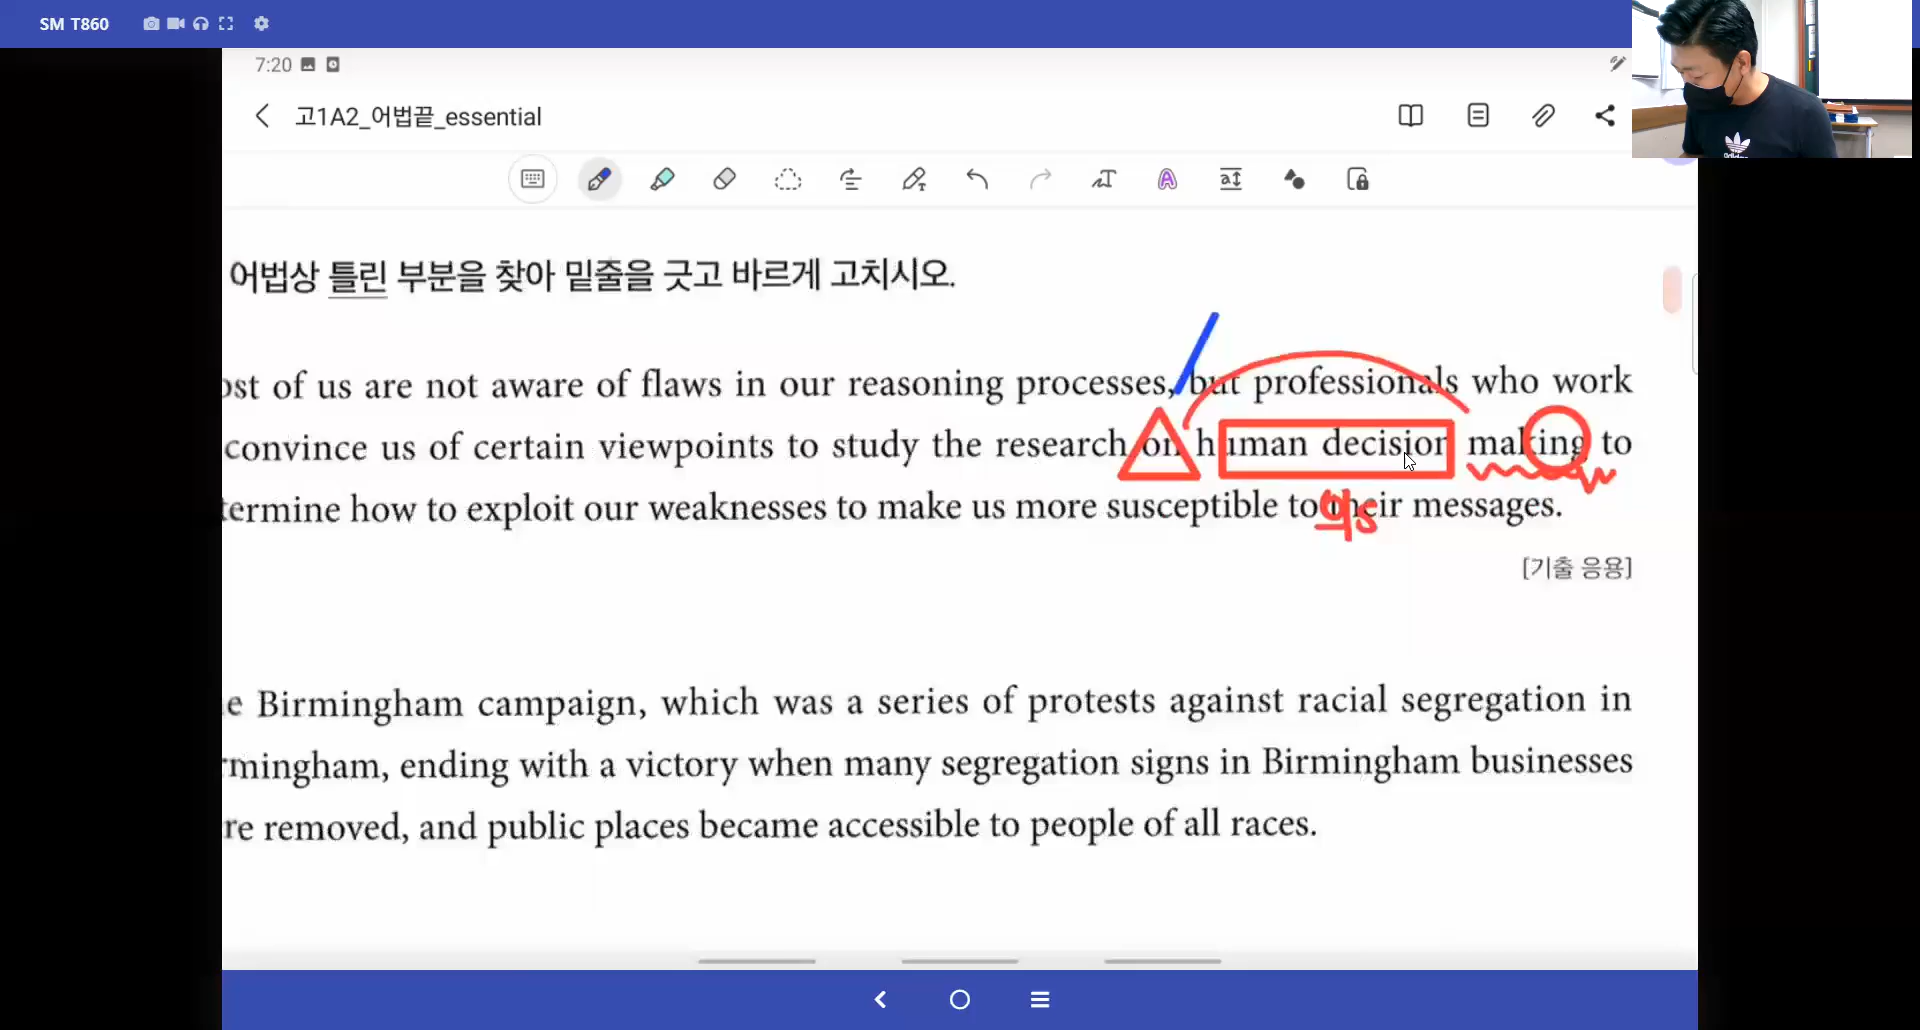 SM T860
7:20
고1A2_어법끝_essential
어법상 틀린 부분을 찾아 밑줄을 긋고 바르게 고치시오.
ost of us are not aware of flaws in our reasoning processes, but professionals who work
convince us of certain viewpoints to study the research on human decision making to
termine how to exploit our weaknesses to make us more susceptible to their messages.
의s
[기출 응용]
e Birmingham campaign, which was a series of protests against racial segregation in
rmingham, ending with a victory when many segregation signs in Birmingham businesses
re removed, and public places became accessible to people of all races.
adidas